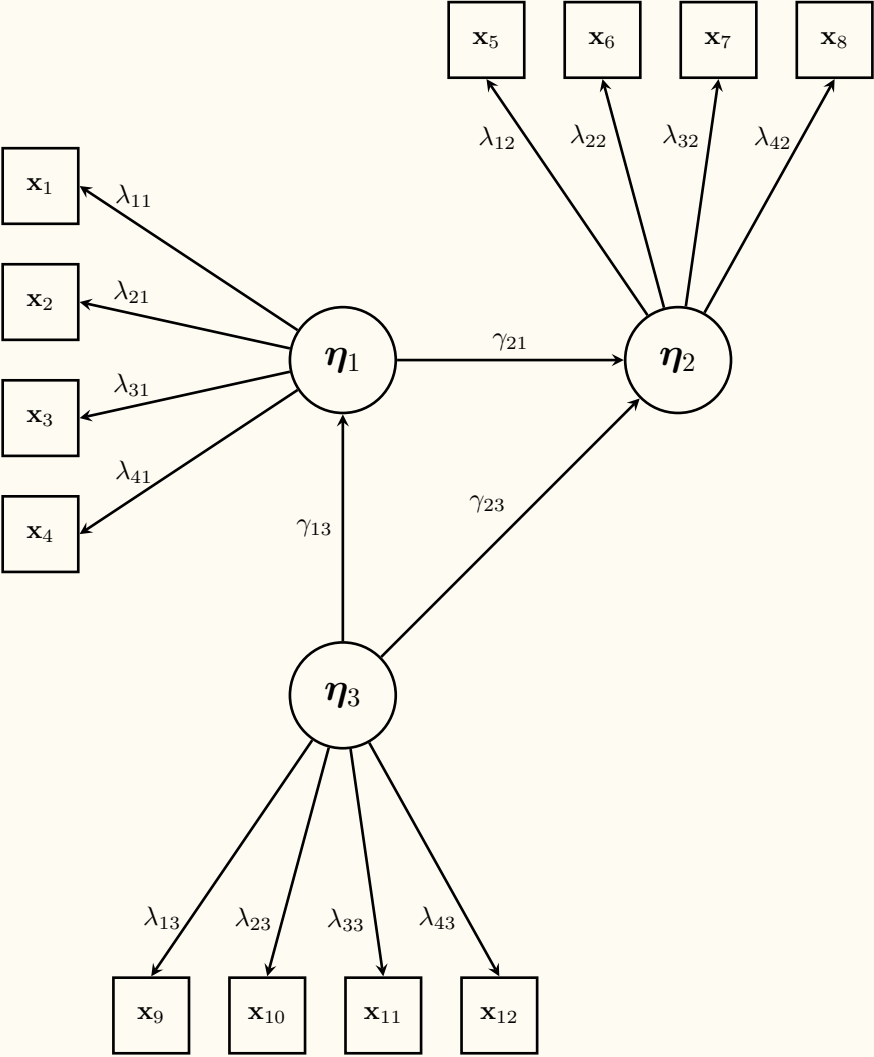 x₅ x₆ x₇ x₈
λ₁₂ λ₂₂ λ₃₂ λ₄₂
x₁ λ₁₁
x₂ λ₂₁
η₁ γ₂₁ η₂
x₃ λ₃₁
x₄ λ₄₁
γ₁₃ γ₂₃
η₃
λ₁₃ λ₂₃ λ₃₃ λ₄₃
x₉ x₁₀ x₁₁ x₁₂